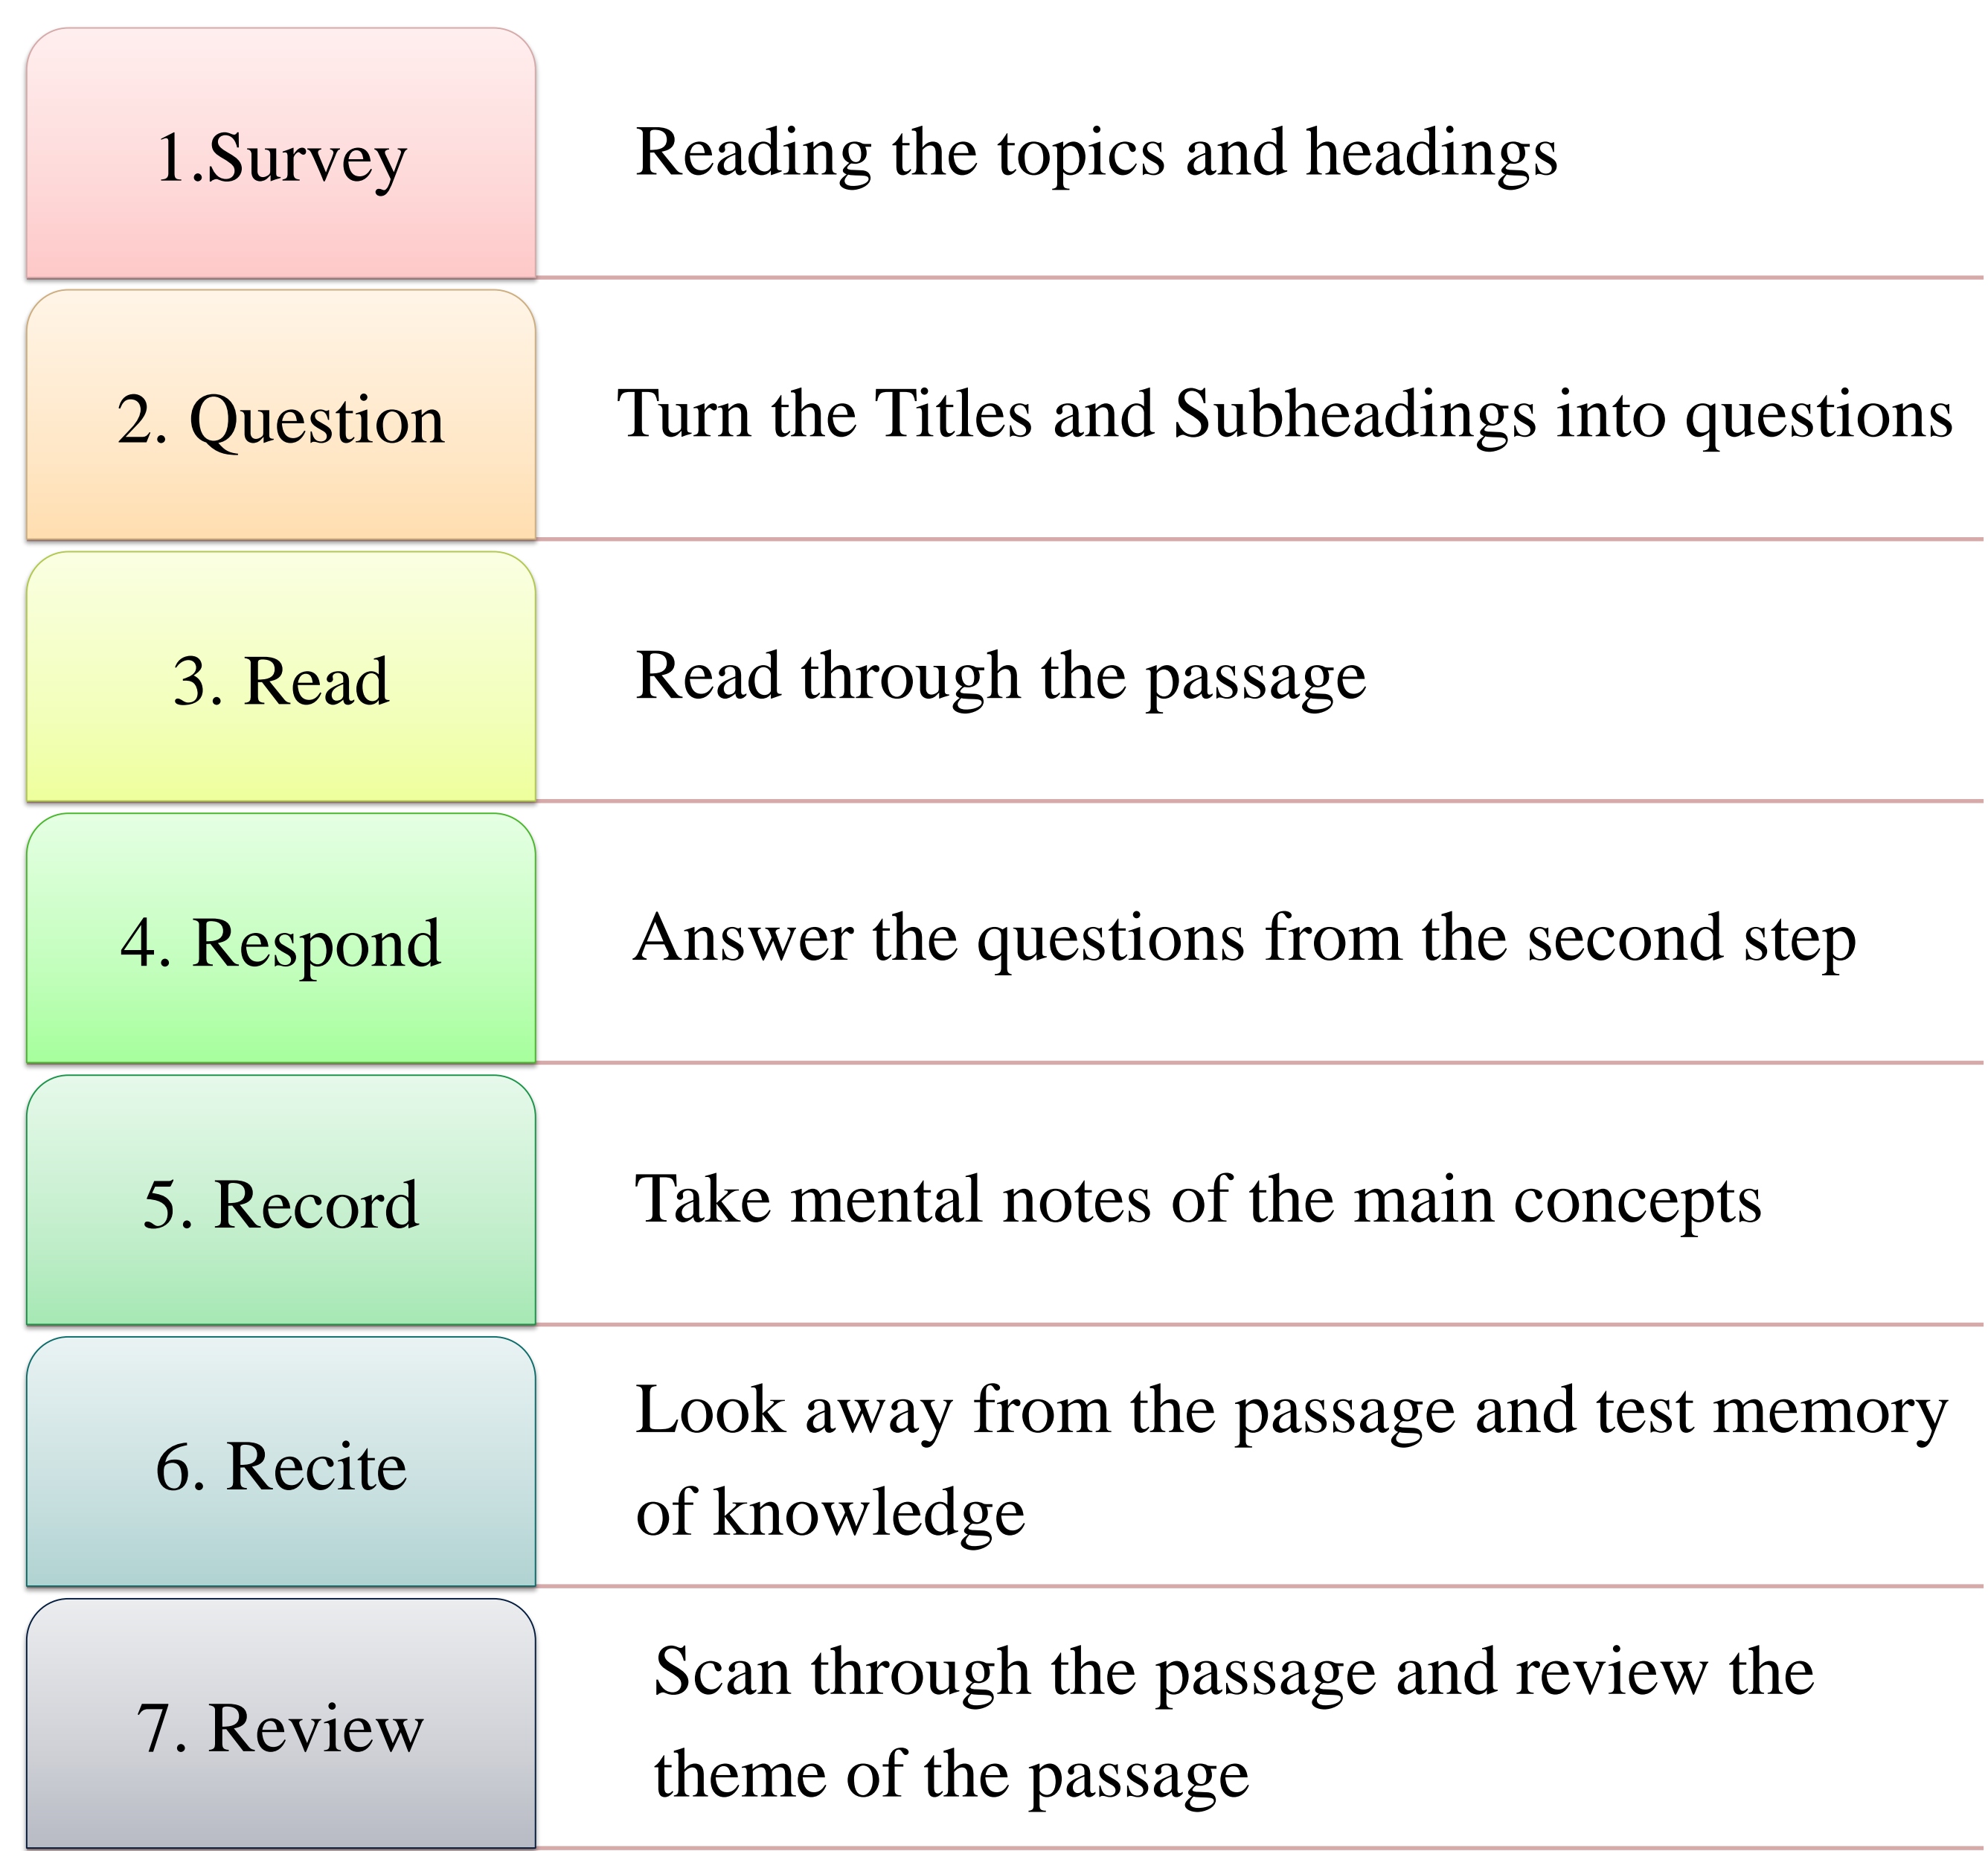 1.Survey
Reading the topics and headings
2. Question
Turn the Titles and Subheadings into questions
3. Read
Read through the passage
4. Respond
Answer the questions from the second step
5. Record
Take mental notes of the main concepts
6. Recite
Look away from the passage and test memory
of knowledge
7. Review
Scan through the passage and review the
theme of the passage